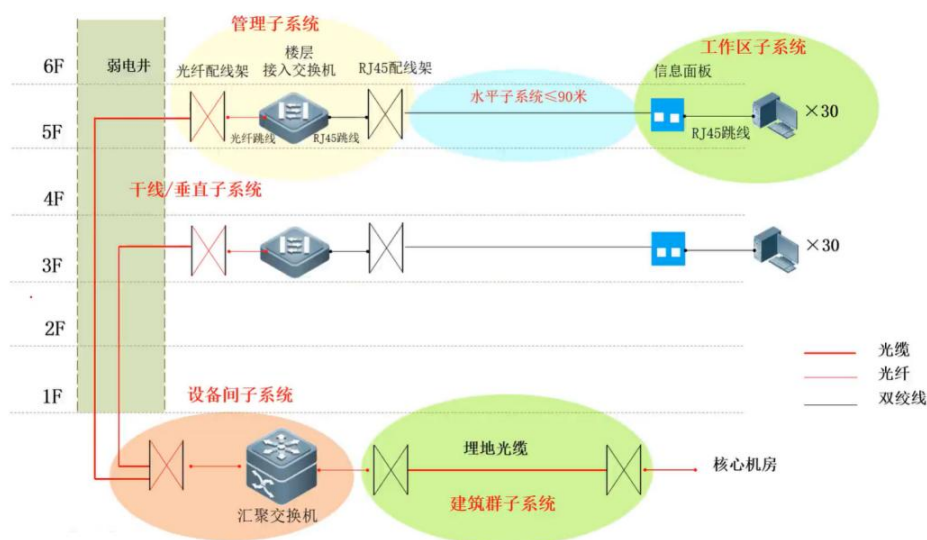 管理子系统
工作区子系统
6F
弱电井
光纤配线架
楼层
接入交换机
RJ45配线架
信息面板
水平子系统≤90米
×30
5F
光纤跳线
RJ45跳线
RJ45跳线
干线/垂直子系统
4F
×30
3F
2F
光缆
光纤
双绞线
1F
设备间子系统
埋地光缆
核心机房
建筑群子系统
汇聚交换机